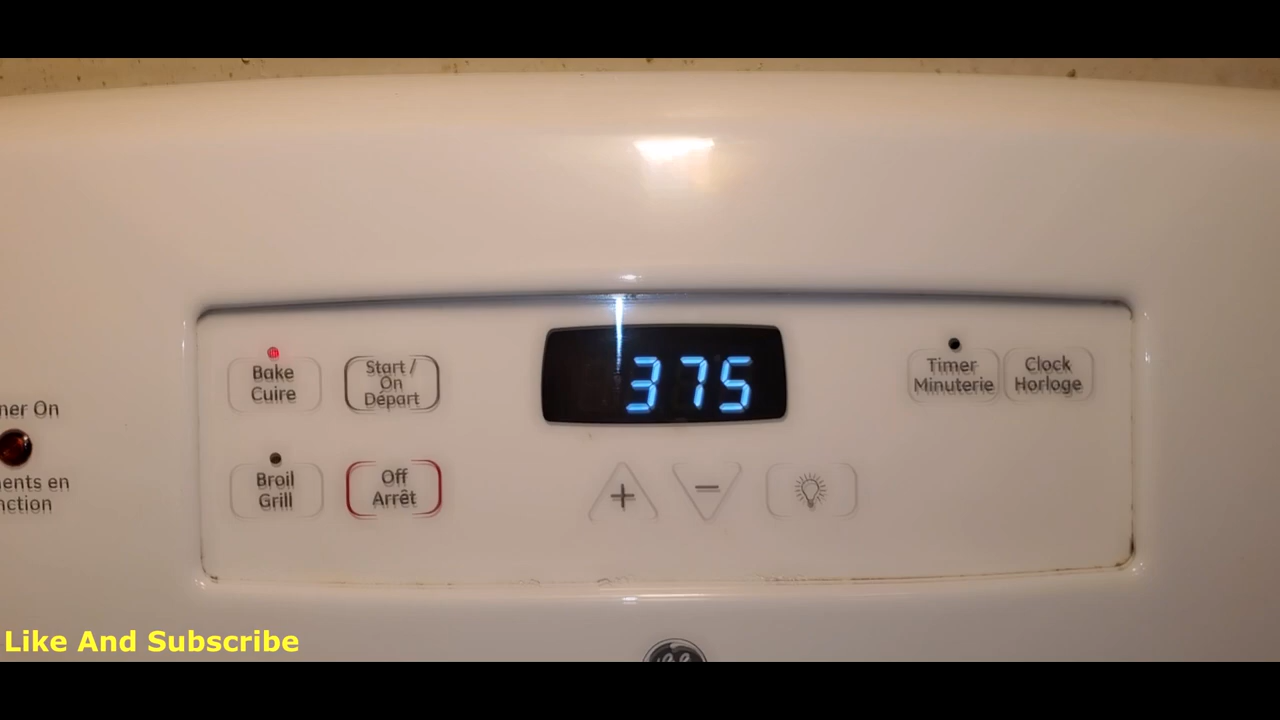 Bake
Cuire
Start /
On
Départ
375
Timer
Minuterie
Clock
Horloge
ner On
ents en
nction
Broil
Grill
Off
Arrêt
+
−
Like And Subscribe